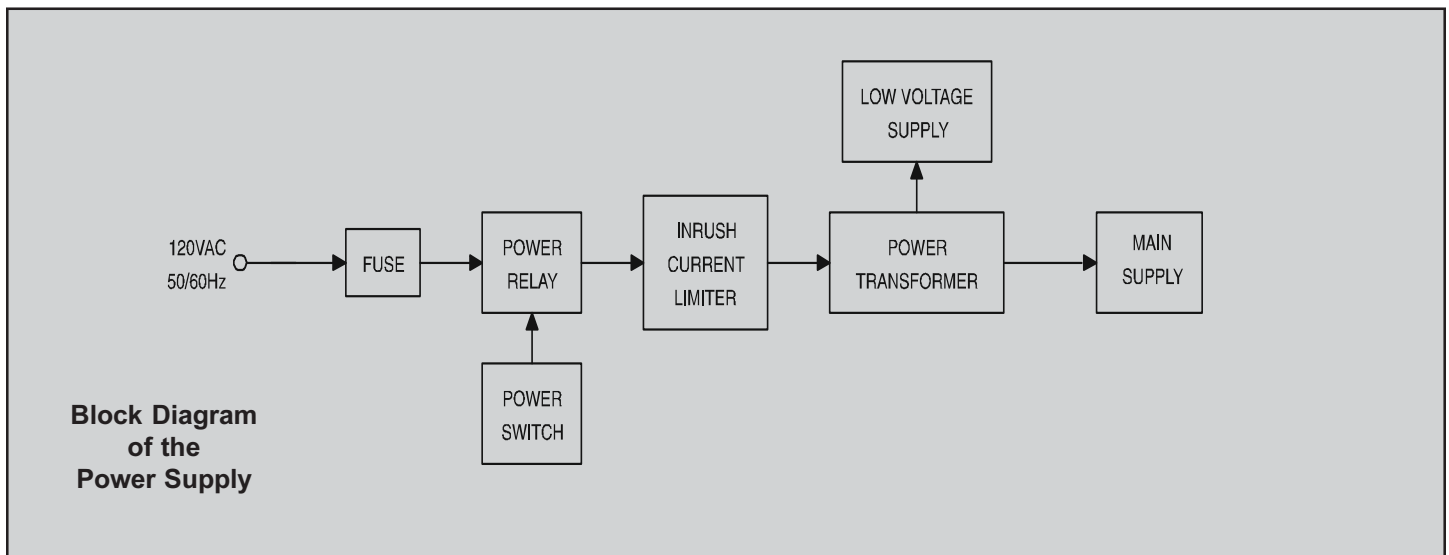 LOW VOLTAGE
SUPPLY
120VAC
50/60Hz
FUSE
POWER
RELAY
INRUSH
CURRENT
LIMITER
POWER
TRANSFORMER
MAIN
SUPPLY
POWER
SWITCH
Block Diagram
of the
Power Supply